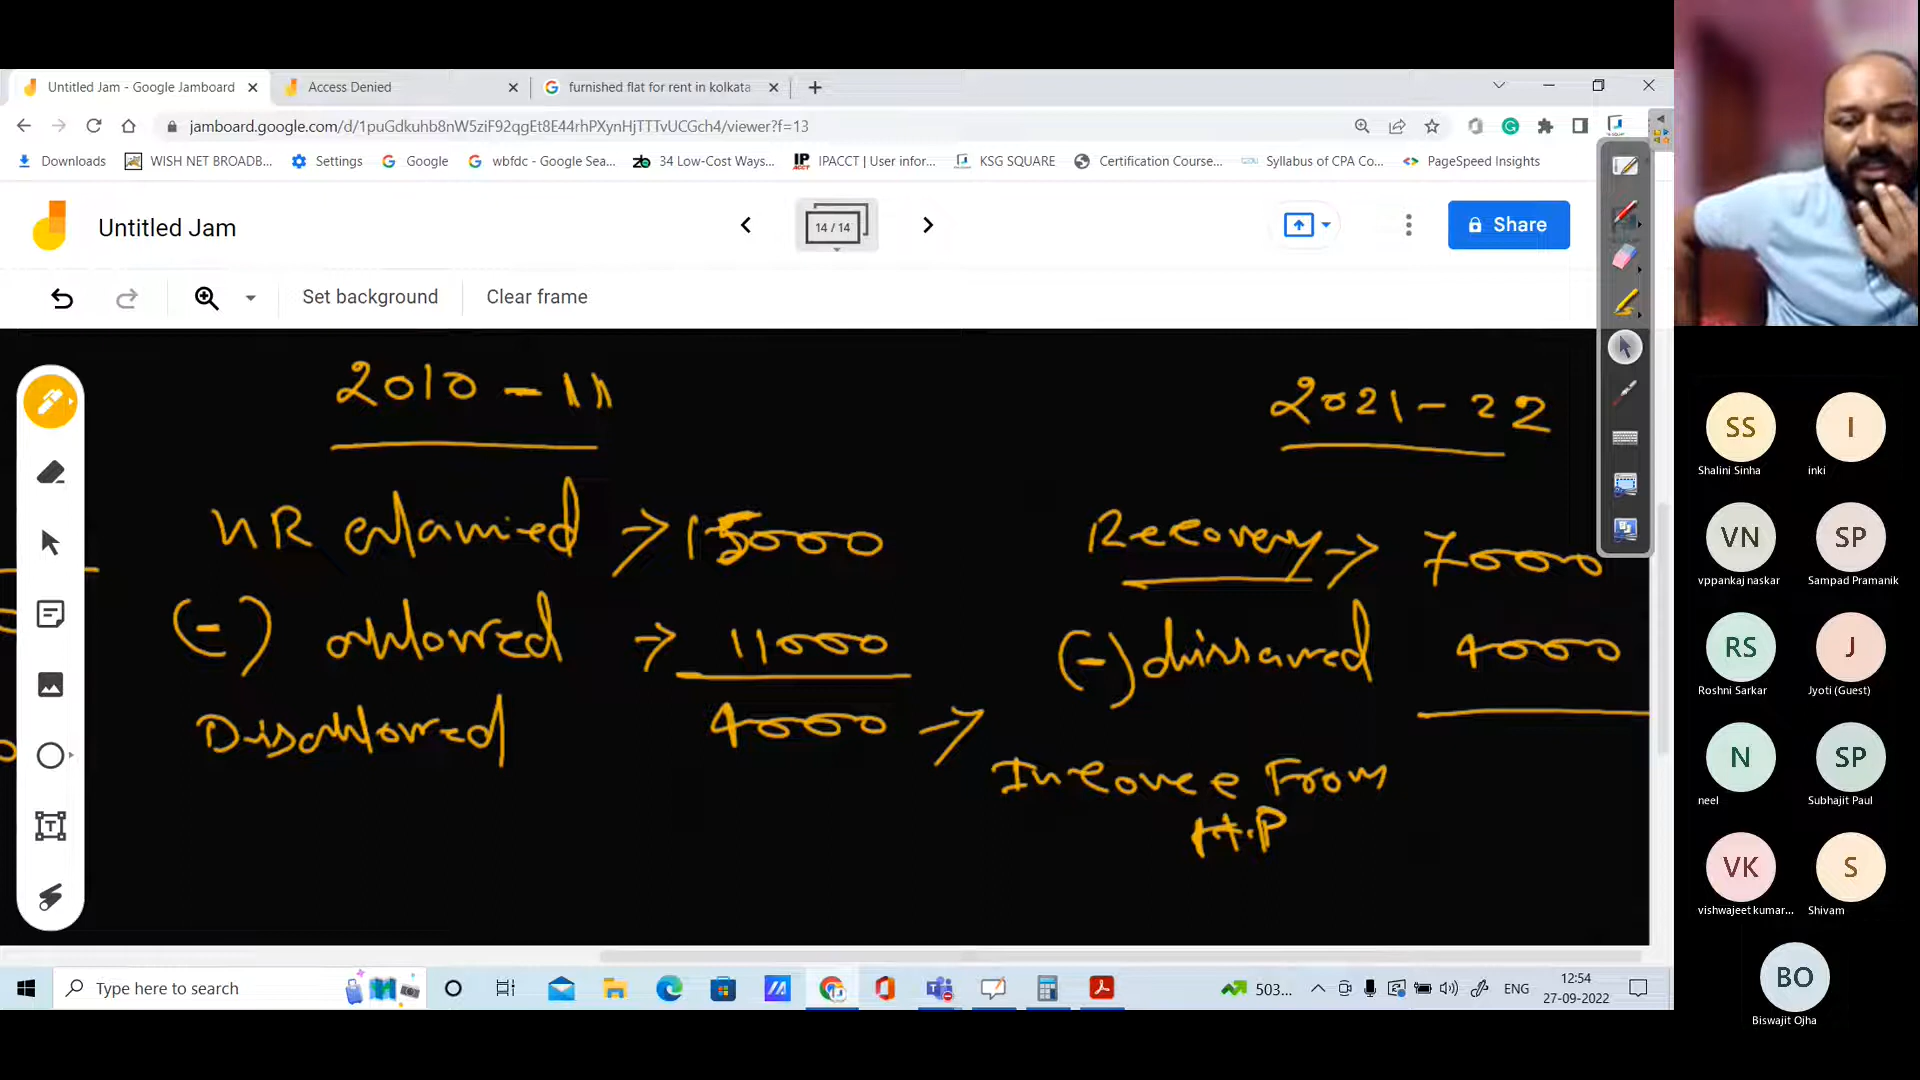 Untitled Jam - Google Jamboard
Access Denied
furnished flat for rent in kolkata
jamboard.google.com/d/1puGdkuhb8nW5ziF92qgEt8E44rhPXynHjTTTvUCGch4/viewer?f=13
Downloads
WISH NET BROADB...
Settings
Google
wbfdc - Google Sea...
34 Low-Cost Ways...
IPACCT | User infor...
KSG SQUARE
Certification Course...
Syllabus of CPA Co...
PageSpeed Insights
Untitled Jam
14 / 14
Share
Set background
Clear frame
2010 - 11
UR claimed → 15000
(-) allowed → 11000
Disallowed 4000 →
2021 - 22
Recovery → 7000
(-) 4000
Income From
H.P
SS
Shalini Sinha
I
inki
VN
vppankaj naskar
SP
Sampad Pramanik
RS
Roshni Sarkar
J
Jyoti (Guest)
N
neel
SP
Subhajit Paul
VK
vishwajeet kumar...
S
Shivam
BO
Biswajit Ojha
Type here to search
503...
ENG
12:54
27-09-2022